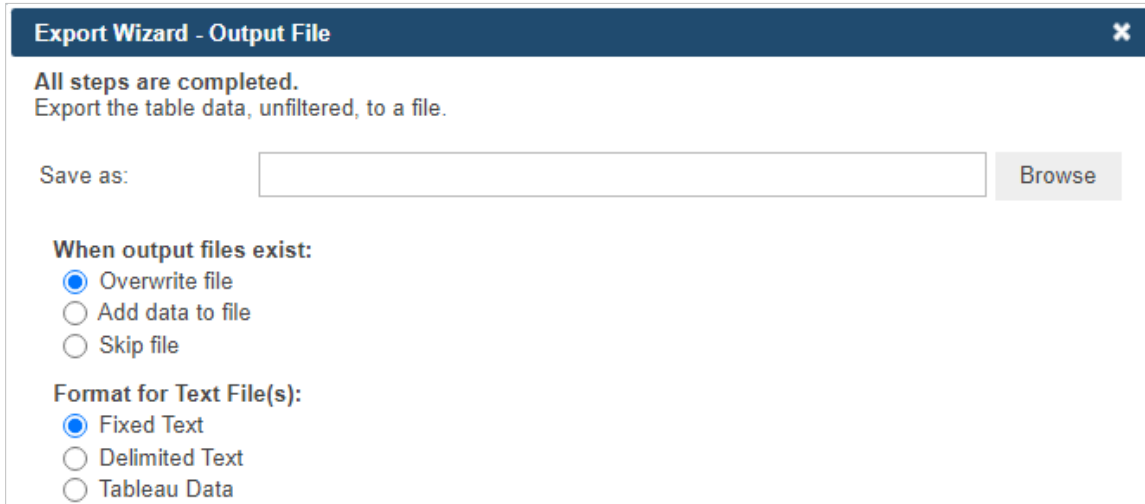 Export Wizard - Output File
All steps are completed.
Export the table data, unfiltered, to a file.
Save as:
Browse
When output files exist:
Overwrite file
Add data to file
Skip file
Format for Text File(s):
Fixed Text
Delimited Text
Tableau Data